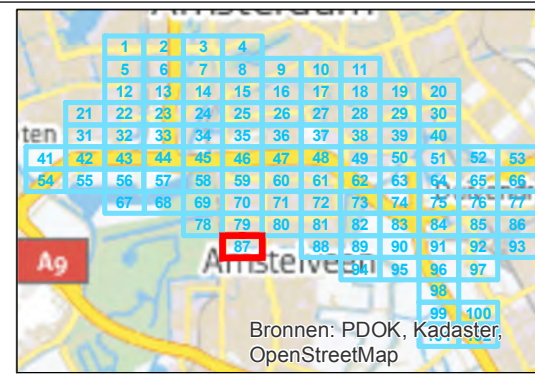 Amsterdam
1 2 3 4
5 6 7 8 9 10 11
12 13 14 15 16 17 18 19 20
21 22 23 24 25 26 27 28 29 30
ten 31 32 33 34 35 36 37 38 39 40
41 42 43 44 45 46 47 48 49 50 51 52 53
54 55 56 57 58 59 60 61 62 63 64 65 66
67 68 69 70 71 72 73 74 75 76 77
78 79 80 81 82 83 84 85 86
87 88 89 90 91 92 93
A9 Amstelveen
94 95 96 97
98
99 100
Bronnen: PDOK, Kadaster,
OpenStreetMap